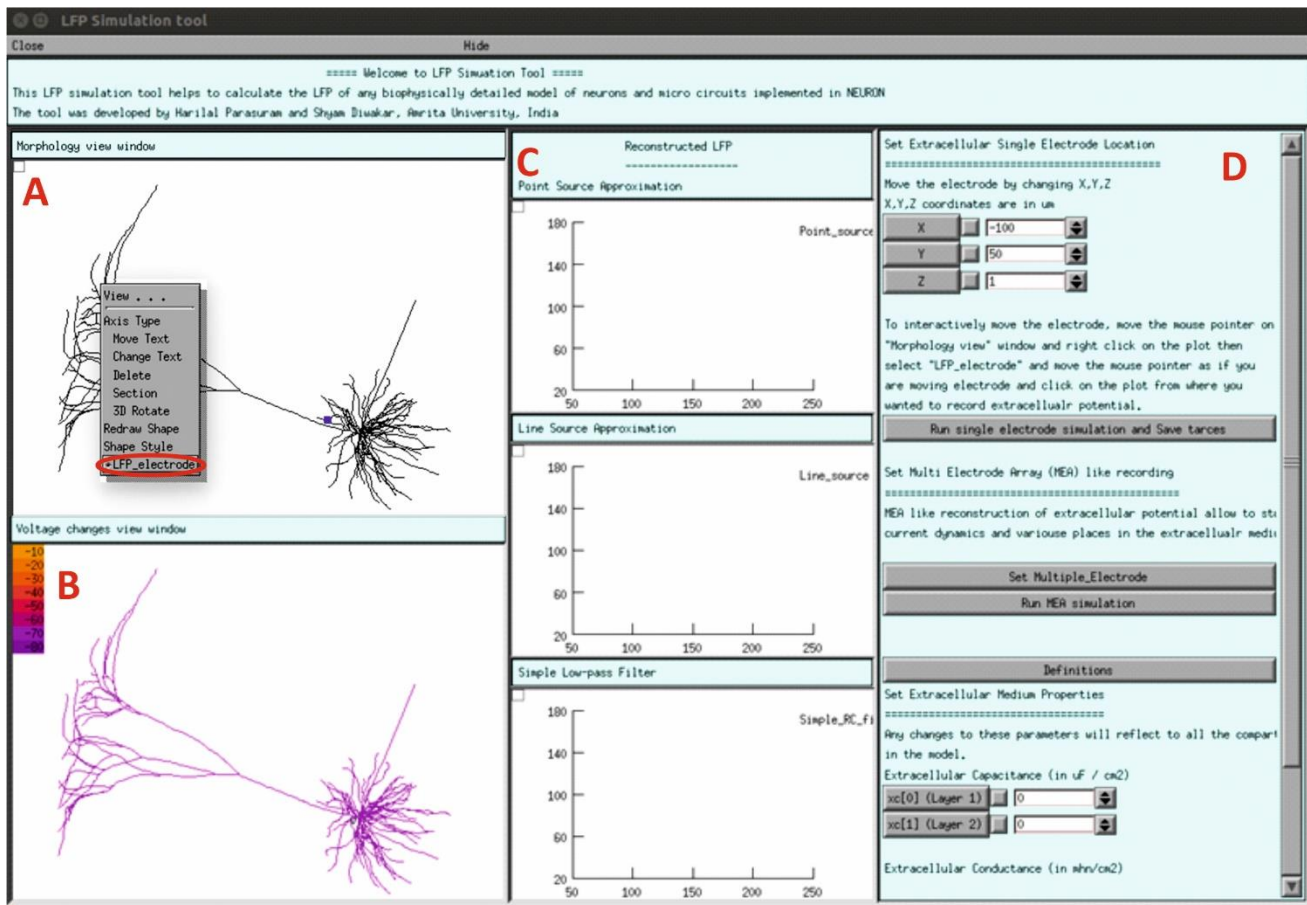 LFP Simulation tool
Close Hide
===== Welcome to LFP Simuation Tool =====
This LFP simulation tool helps to calculate the LFP of any biophysically detailed model of neurons and micro circuits implemented in NEURON
The tool was developed by Harilal Parasuram and Shyam Diwakar, Amrita University, India
Morphology view window
A
View . . .
Axis Type
Move Text
Change Text
Delete
Section
3D Rotate
Redraw Shape
Shape Style
LFP_electrode
Voltage changes view window
B
-10
-20
-30
-40
-50
-60
-70
-80
C
Reconstructed LFP
------------------
Point Source Approximation
180
Point_source
140
100
60
20
50 100 150 200 250
Line Source Approximation
180
Line_source
140
100
60
20
50 100 150 200 250
Simple Low-pass Filter
180
Simple_RC_fi
140
100
60
20
50 100 150 200 250
D
Set Extracellular Single Electrode Location
============================================
Move the electrode by changing X,Y,Z
X,Y,Z coordinates are in um
X -100
Y 50
Z 1
To interactively move the electrode, move the mouse pointer on
"Morphology view" window and right click on the plot then
select "LFP_electrode" and move the mouse pointer as if you
are moving electrode and click on the plot from where you
wanted to record extracellualr potential.
Run single electrode simulation and Save tarces
Set Multi Electrode Array (MEA) like recording
===============================================
MEA like reconstruction of extracellular potential allow to stu
current dynamics and variouse places in the extracellualr mediu
Set Multiple_Electrode
Run MEA simulation
Definitions
Set Extracellular Medium Properties
===================================
Any changes to these parameters will reflect to all the compart
in the model.
Extracellular Capacitance (in uF / cm2)
xc[0] (Layer 1) 0
xc[1] (Layer 2) 0
Extracellular Conductance (in mhn/cm2)